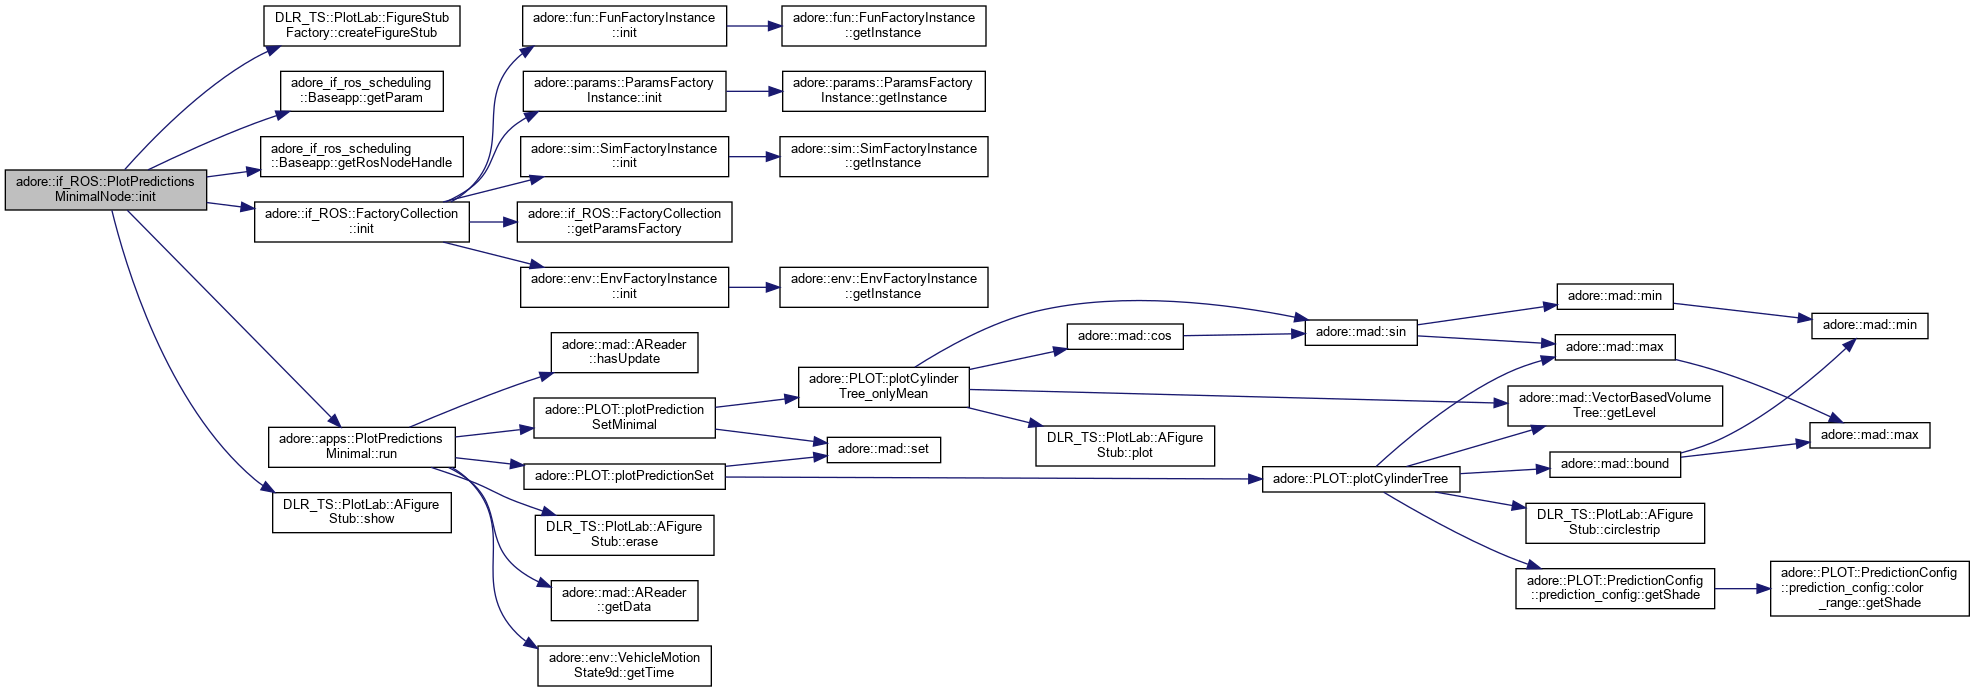 adore::if_ROS::PlotPredictions
MinimalNode::init
DLR_TS::PlotLab::FigureStub
Factory::createFigureStub
adore_if_ros_scheduling
::Baseapp::getParam
adore_if_ros_scheduling
::Baseapp::getRosNodeHandle
adore::if_ROS::FactoryCollection
::init
adore::apps::PlotPredictions
Minimal::run
DLR_TS::PlotLab::AFigure
Stub::show
adore::fun::FunFactoryInstance
::init
adore::params::ParamsFactory
Instance::init
adore::sim::SimFactoryInstance
::init
adore::if_ROS::FactoryCollection
::getParamsFactory
adore::env::EnvFactoryInstance
::init
adore::mad::AReader
::hasUpdate
adore::PLOT::plotPrediction
SetMinimal
adore::PLOT::plotPredictionSet
DLR_TS::PlotLab::AFigure
Stub::erase
adore::mad::AReader
::getData
adore::env::VehicleMotion
State9d::getTime
adore::fun::FunFactoryInstance
::getInstance
adore::params::ParamsFactory
Instance::getInstance
adore::sim::SimFactoryInstance
::getInstance
adore::env::EnvFactoryInstance
::getInstance
adore::PLOT::plotCylinder
Tree_onlyMean
adore::mad::set
adore::mad::cos
DLR_TS::PlotLab::AFigure
Stub::plot
adore::mad::sin
adore::PLOT::plotCylinderTree
adore::mad::min
adore::mad::max
adore::mad::VectorBasedVolume
Tree::getLevel
adore::mad::bound
DLR_TS::PlotLab::AFigure
Stub::circlestrip
adore::PLOT::PredictionConfig
::prediction_config::getShade
adore::mad::min
adore::mad::max
adore::PLOT::PredictionConfig
::prediction_config::color
_range::getShade